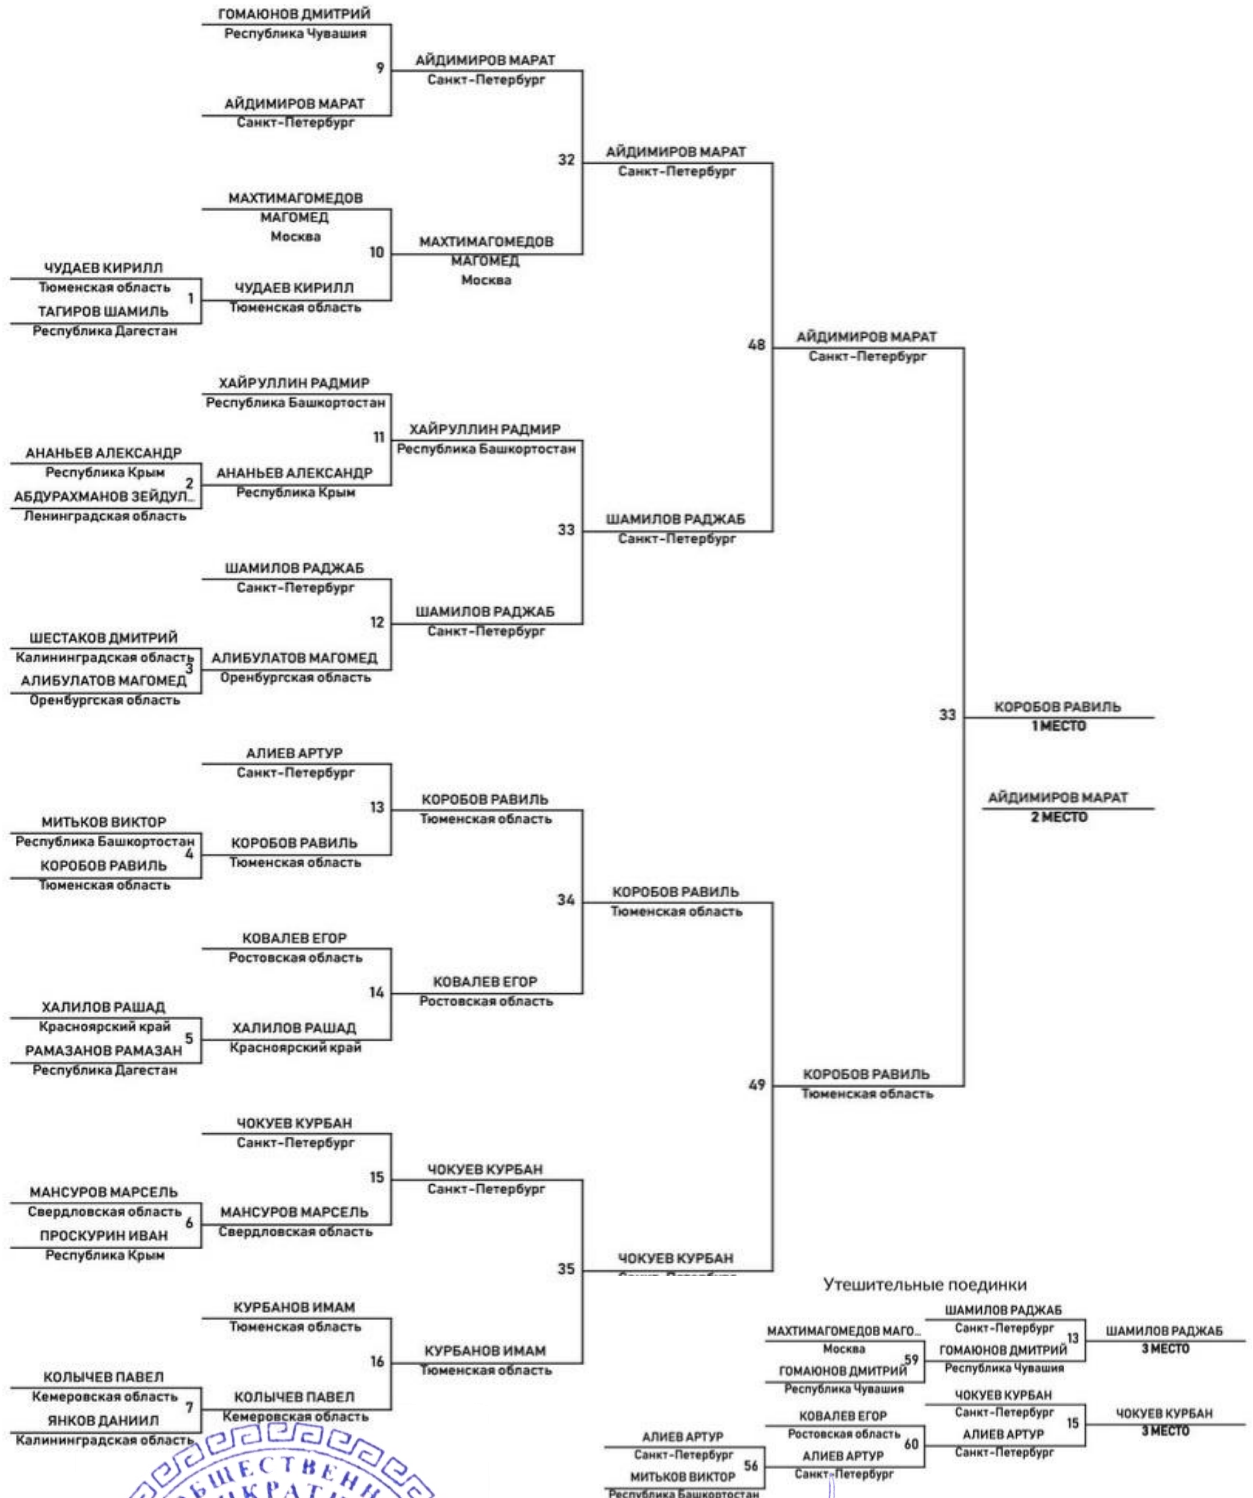 ГОМАЮНОВ ДМИТРИЙ
Республика Чувашия
9
АЙДИМИРОВ МАРАТ
Санкт-Петербург
АЙДИМИРОВ МАРАТ
Санкт-Петербург
32
АЙДИМИРОВ МАРАТ
Санкт-Петербург
МАХТИМАГОМЕДОВ
МАГОМЕД
Москва
10
МАХТИМАГОМЕДОВ
МАГОМЕД
Москва
ЧУДАЕВ КИРИЛЛ
Тюменская область
1
ТАГИРОВ ШАМИЛЬ
Республика Дагестан
ЧУДАЕВ КИРИЛЛ
Тюменская область
48
АЙДИМИРОВ МАРАТ
Санкт-Петербург
ХАЙРУЛЛИН РАДМИР
Республика Башкортостан
11
ХАЙРУЛЛИН РАДМИР
Республика Башкортостан
АНАНЬЕВ АЛЕКСАНДР
Республика Крым
2
АБДУРАХМАНОВ ЗЕЙДУЛ...
Ленинградская область
АНАНЬЕВ АЛЕКСАНДР
Республика Крым
33
ШАМИЛОВ РАДЖАБ
Санкт-Петербург
ШАМИЛОВ РАДЖАБ
Санкт-Петербург
12
ШАМИЛОВ РАДЖАБ
Санкт-Петербург
ШЕСТАКОВ ДМИТРИЙ
Калининградская область
3
АЛИБУЛАТОВ МАГОМЕД
Оренбургская область
АЛИБУЛАТОВ МАГОМЕД
Оренбургская область
33
КОРОБОВ РАВИЛЬ
1 МЕСТО
АЙДИМИРОВ МАРАТ
2 МЕСТО
АЛИЕВ АРТУР
Санкт-Петербург
13
КОРОБОВ РАВИЛЬ
Тюменская область
МИТЬКОВ ВИКТОР
Республика Башкортостан
4
КОРОБОВ РАВИЛЬ
Тюменская область
КОРОБОВ РАВИЛЬ
Тюменская область
34
КОРОБОВ РАВИЛЬ
Тюменская область
КОВАЛЕВ ЕГОР
Ростовская область
14
КОВАЛЕВ ЕГОР
Ростовская область
ХАЛИЛОВ РАШАД
Красноярский край
5
РАМАЗАНОВ РАМАЗАН
Республика Дагестан
ХАЛИЛОВ РАШАД
Красноярский край
49
КОРОБОВ РАВИЛЬ
Тюменская область
ЧОКУЕВ КУРБАН
Санкт-Петербург
15
ЧОКУЕВ КУРБАН
Санкт-Петербург
МАНСУРОВ МАРСЕЛЬ
Свердловская область
6
ПРОСКУРИН ИВАН
Республика Крым
МАНСУРОВ МАРСЕЛЬ
Свердловская область
35
ЧОКУЕВ КУРБАН
КУРБАНОВ ИМАМ
Тюменская область
16
КУРБАНОВ ИМАМ
Тюменская область
КОЛЫЧЕВ ПАВЕЛ
Кемеровская область
7
ЯНКОВ ДАНИИЛ
Калининградская область
КОЛЫЧЕВ ПАВЕЛ
Кемеровская область
Утешительные поединки
ШАМИЛОВ РАДЖАБ
Санкт-Петербург
13
ШАМИЛОВ РАДЖАБ
3 МЕСТО
МАХТИМАГОМЕДОВ МАГО...
Москва
59
ГОМАЮНОВ ДМИТРИЙ
Республика Чувашия
ГОМАЮНОВ ДМИТРИЙ
Республика Чувашия
ЧОКУЕВ КУРБАН
Санкт-Петербург
15
ЧОКУЕВ КУРБАН
3 МЕСТО
КОВАЛЕВ ЕГОР
Ростовская область
60
АЛИЕВ АРТУР
Санкт-Петербург
АЛИЕВ АРТУР
Санкт-Петербург
56
АЛИЕВ АРТУР
Санкт-Петербург
МИТЬКОВ ВИКТОР
Республика Башкортостан